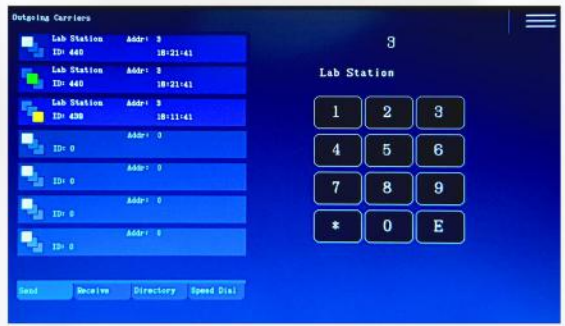 Outgoing Carriers
Lab Station Addr: 3
ID: 440 18:21:41
Lab Station Addr: 3
ID: 440 18:21:41
Lab Station Addr: 3
ID: 439 18:11:41
Addr: 0
ID: 0
Addr: 0
ID: 0
Addr: 0
ID: 0
Addr: 0
ID: 0
Send Receive Directory Speed Dial
3
Lab Station
1 2 3
4 5 6
7 8 9
* 0 E